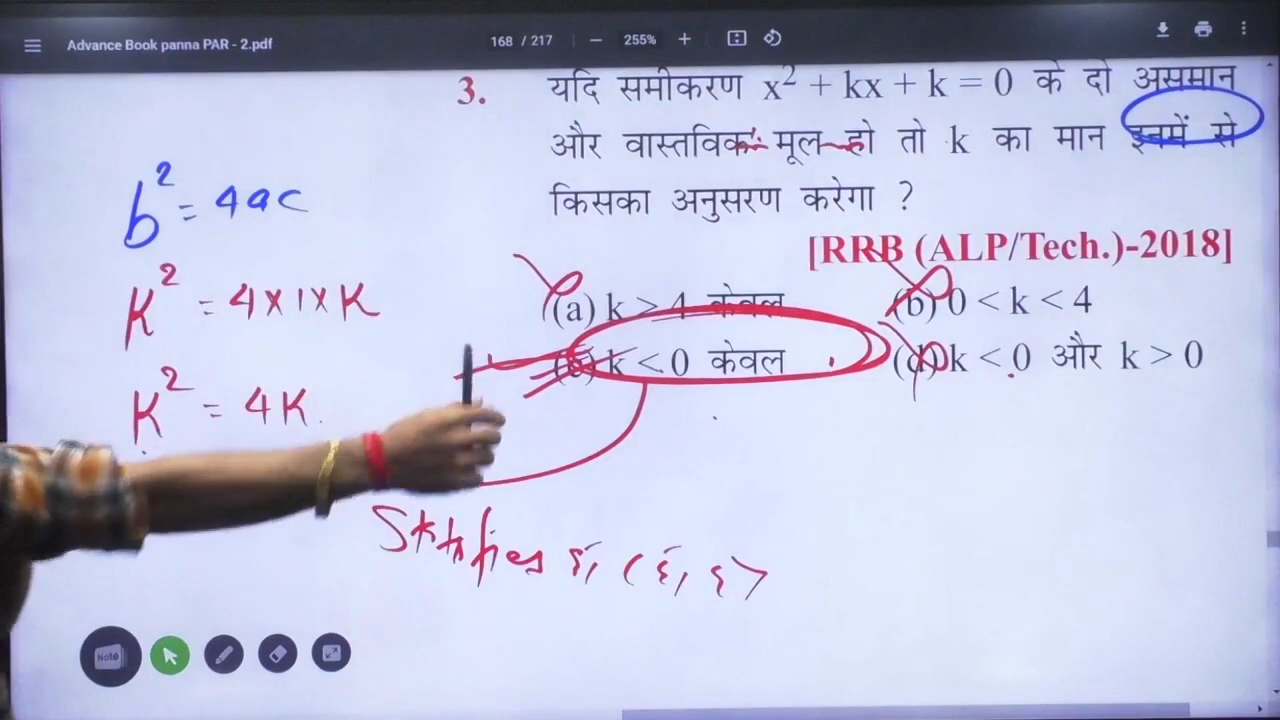 Advance Book panna PAR - 2.pdf
168 / 217
255%
3. यदि समीकरण x² + kx + k = 0 के दो असमान
और वास्तविक मूल हो तो k का मान इनमें से
किसका अनुसरण करेगा ?
[RRB (ALP/Tech.)-2018]
(a) k > 4 केवल
(b) 0 < k < 4
(c) k < 0 केवल
(d) k < 0 और k > 0
b² = 4ac
K² = 4×1×K
K² = 4K
Note